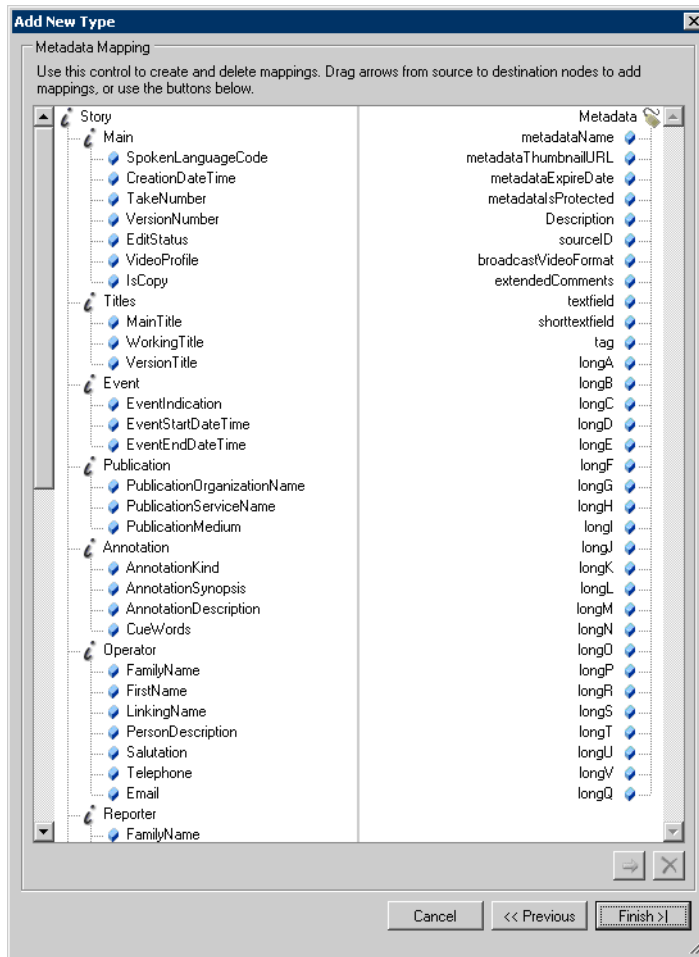 Add New Type
Metadata Mapping
Use this control to create and delete mappings. Drag arrows from source to destination nodes to add
mappings, or use the buttons below.
Story Metadata
Main metadataName
SpokenLanguageCode metadataThumbnailURL
CreationDateTime metadataExpireDate
TakeNumber metadataIsProtected
VersionNumber Description
EditStatus sourceID
VideoProfile broadcastVideoFormat
IsCopy extendedComments
Titles textfield
MainTitle shorttextfield
WorkingTitle tag
VersionTitle longA
Event longB
EventIndication longC
EventStartDateTime longD
EventEndDateTime longE
Publication longF
PublicationOrganizationName longG
PublicationServiceName longH
PublicationMedium longI
Annotation longJ
AnnotationKind longK
AnnotationSynopsis longL
AnnotationDescription longM
CueWords longN
Operator longO
FamilyName longP
FirstName longR
LinkingName longS
PersonDescription longT
Salutation longU
Telephone longV
Email longQ
Reporter
FamilyName
Cancel << Previous Finish >|